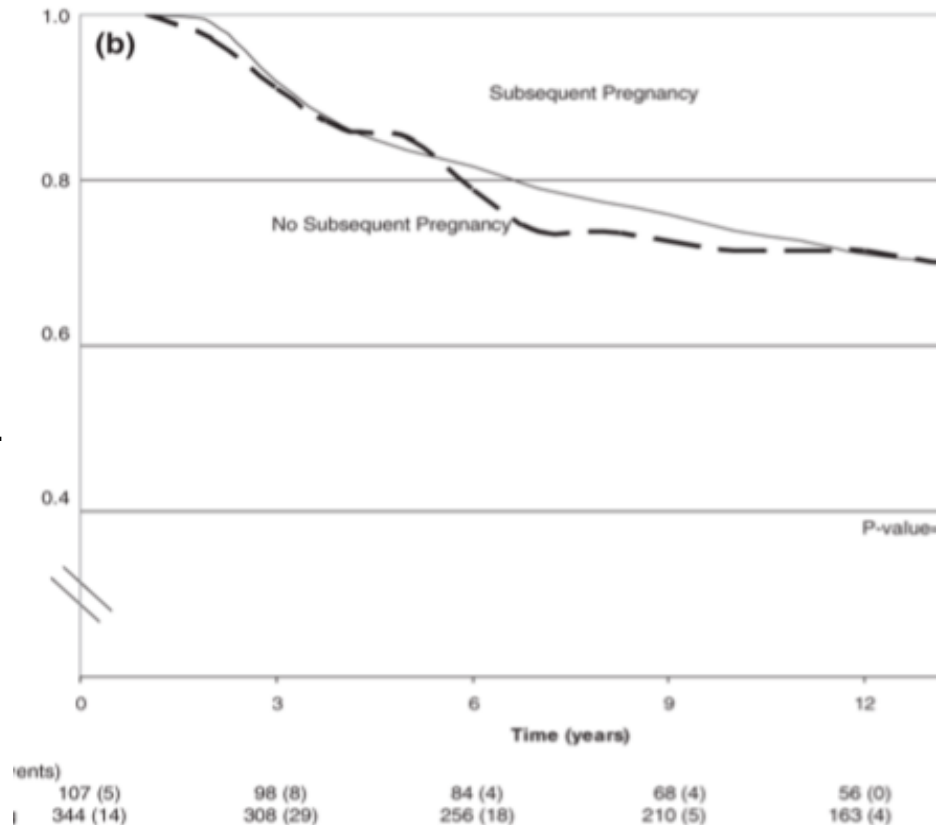 1.0
(b)
Subsequent Pregnancy
0.8
No Subsequent Pregnancy
0.6
0.4
P-value=
0 3 6 9 12
Time (years)
ents)
107 (5) 98 (8) 84 (4) 68 (4) 56 (0)
344 (14) 308 (29) 256 (18) 210 (5) 163 (4)